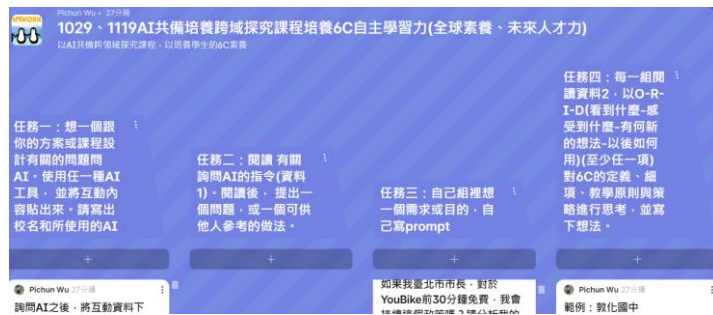 Pichun Wu • 27分鐘
1029、1119AI共備培養跨域探究課程培養6C自主學習力(全球素養、未來人才力)
以AI共備跨領域探究課程,以培養學生的6C素養
任務一:想一個跟
你的方案或課程設
計有關的問題問
AI。使用任一種AI
工具, 並將互動內
容貼出來。請寫出
校名和所使用的AI
任務二:閱讀 有關
詢問AI的指令(資料
1)。閱讀後, 提出一
個問題,或一個可供
他人參考的做法。
任務三:自己組裡想
一個需求或目的,自
己寫prompt
任務四:每一組閱
讀資料2,以O-R-
I-D(看到什麼-感
受到什麼-有何新
的想法-以後如何
用)(至少任一項)
對6C的定義、細
項、教學原則與策
略進行思考,並寫
下想法。
Pichun Wu 27分鐘
詢問AI之後,將互動資料下
如果我臺北市市長,對於
YouBike前30分鐘免費,我會
Pichun Wu 27分鐘
範例:敦化國中